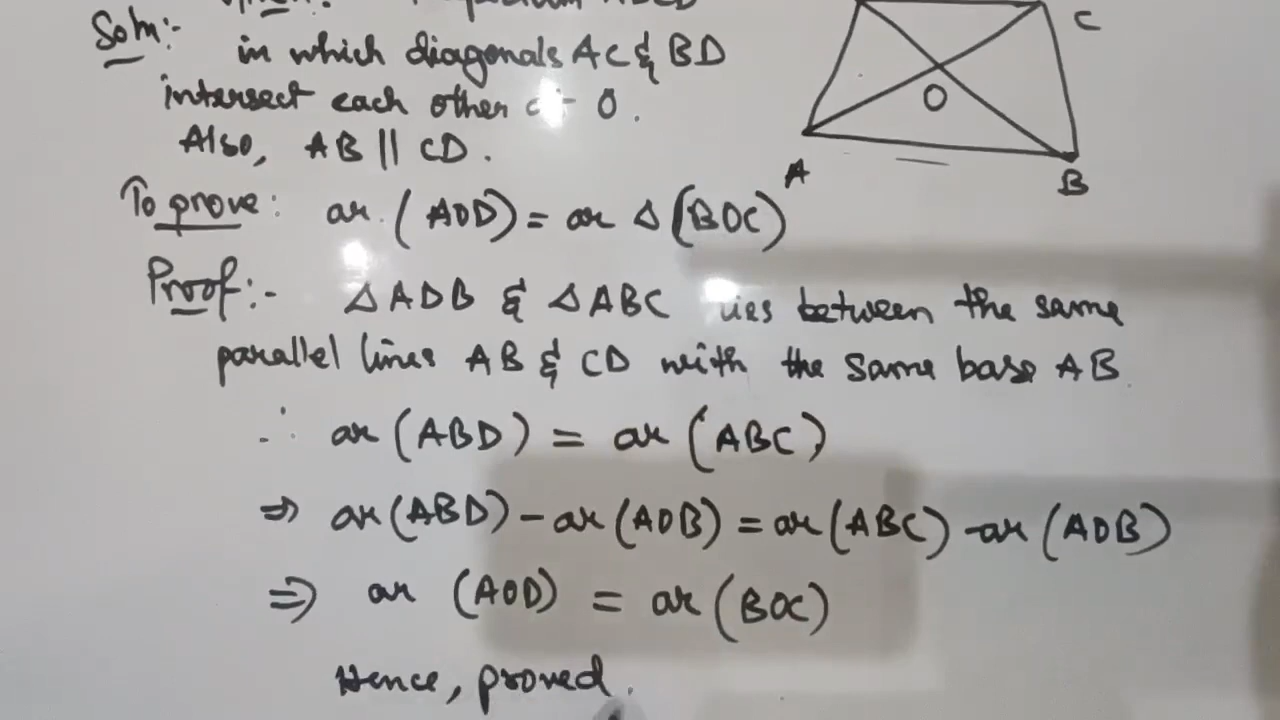 Soln:-
in which diagonals AC & BD
intersect each other at O.
Also, AB || CD.
To prove: ar. (AOD) = ar Δ (BOC)
Proof:- ΔADB & ΔABC lies between the same
parallel lines AB & CD with the same base AB.
∴ ar (ABD) = ar (ABC)
⇒ ar (ABD) - ar (AOB) = ar (ABC) - ar (AOB)
⇒ ar (AOD) = ar (BOC)
Hence, proved.
C
O
A
B